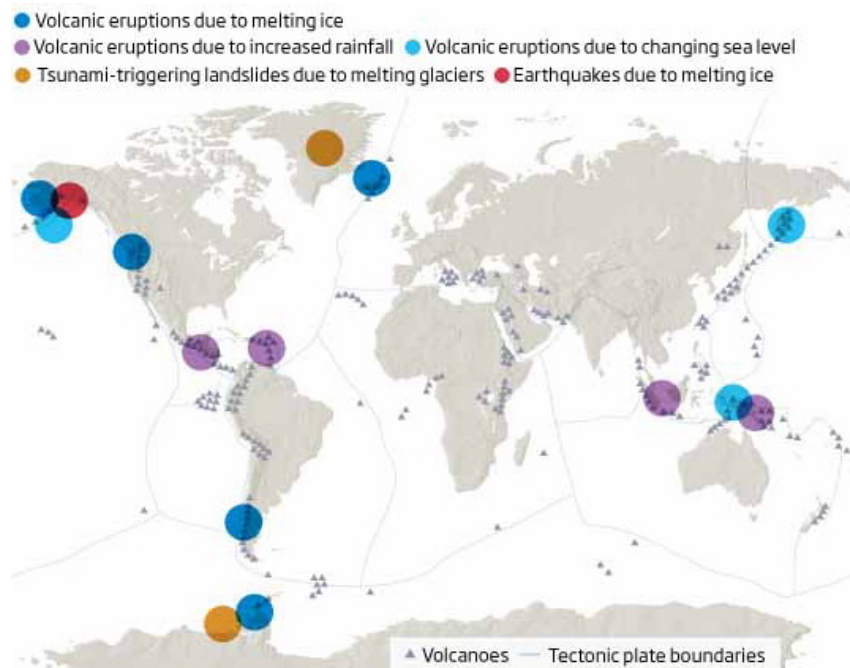 Volcanic eruptions due to melting ice
Volcanic eruptions due to increased rainfall Volcanic eruptions due to changing sea level
Tsunami-triggering landslides due to melting glaciers Earthquakes due to melting ice
Volcanoes Tectonic plate boundaries